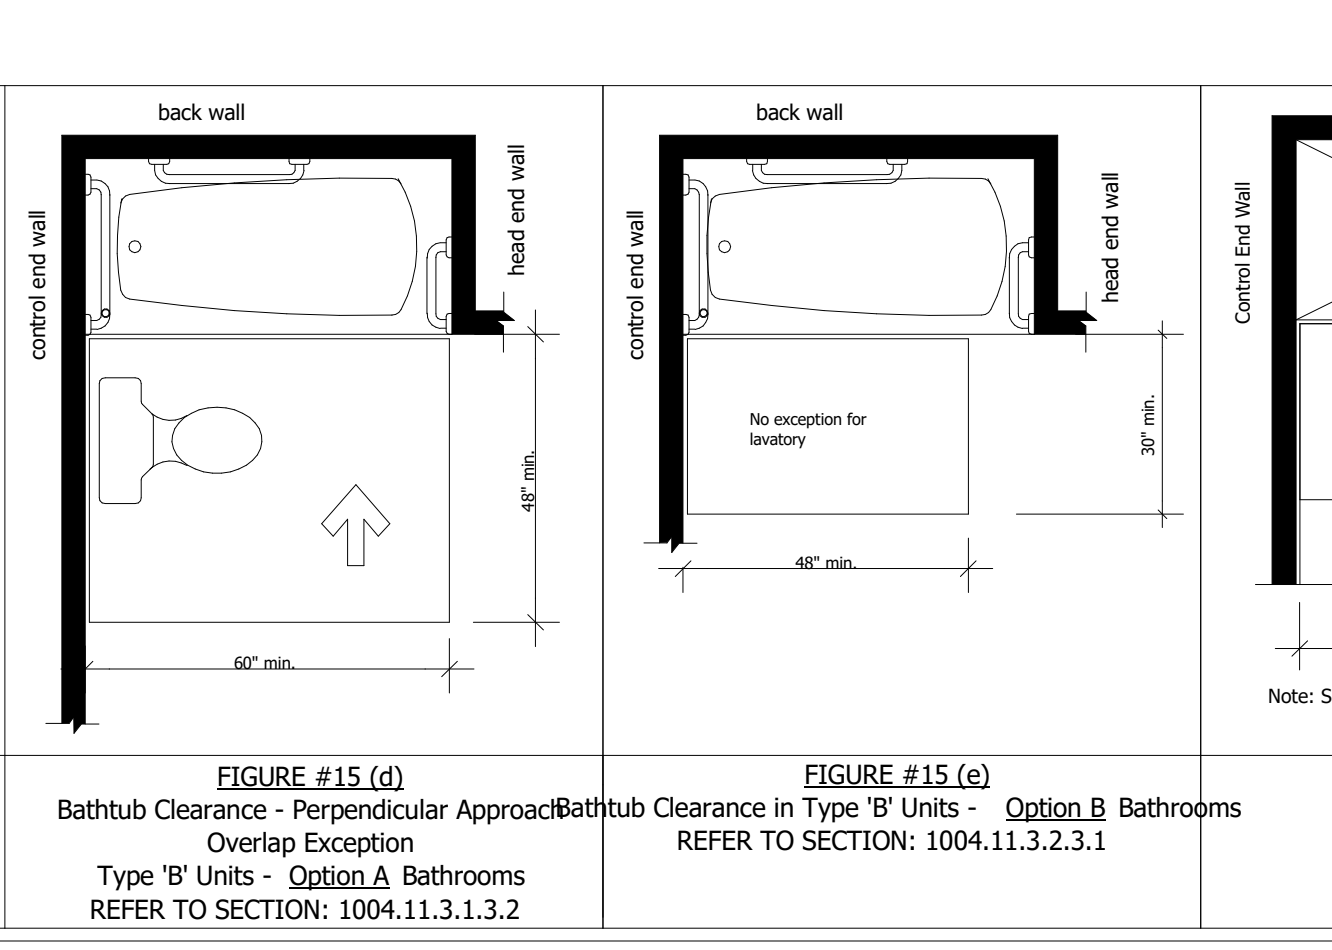 back wall
control end wall
head end wall
48" min.
60" min.
FIGURE #15 (d)
Bathtub Clearance - Perpendicular Approach
Overlap Exception
Type 'B' Units - Option A Bathrooms
REFER TO SECTION: 1004.11.3.1.3.2
back wall
control end wall
head end wall
No exception for
lavatory
30" min.
48" min.
FIGURE #15 (e)
Bathtub Clearance in Type 'B' Units - Option B Bathrooms
REFER TO SECTION: 1004.11.3.2.3.1
Control End Wall
Note: S